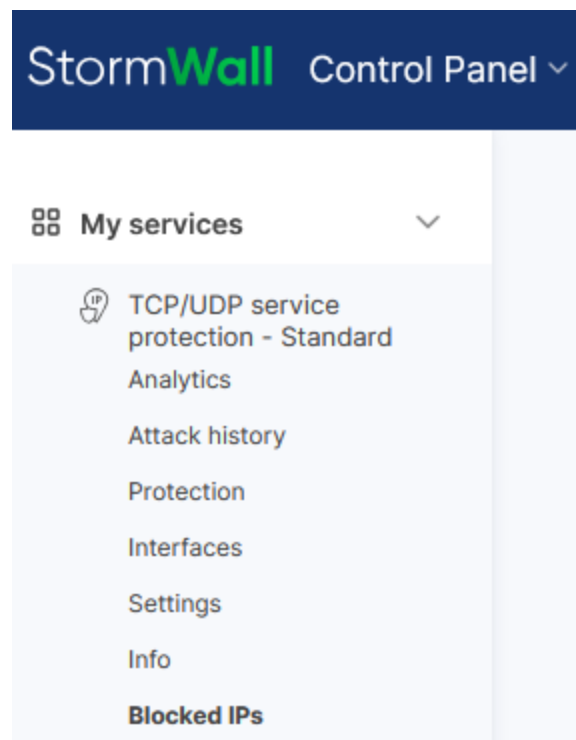 StormWall Control Panel
My services
IP
TCP/UDP service
protection - Standard
Analytics
Attack history
Protection
Interfaces
Settings
Info
Blocked IPs